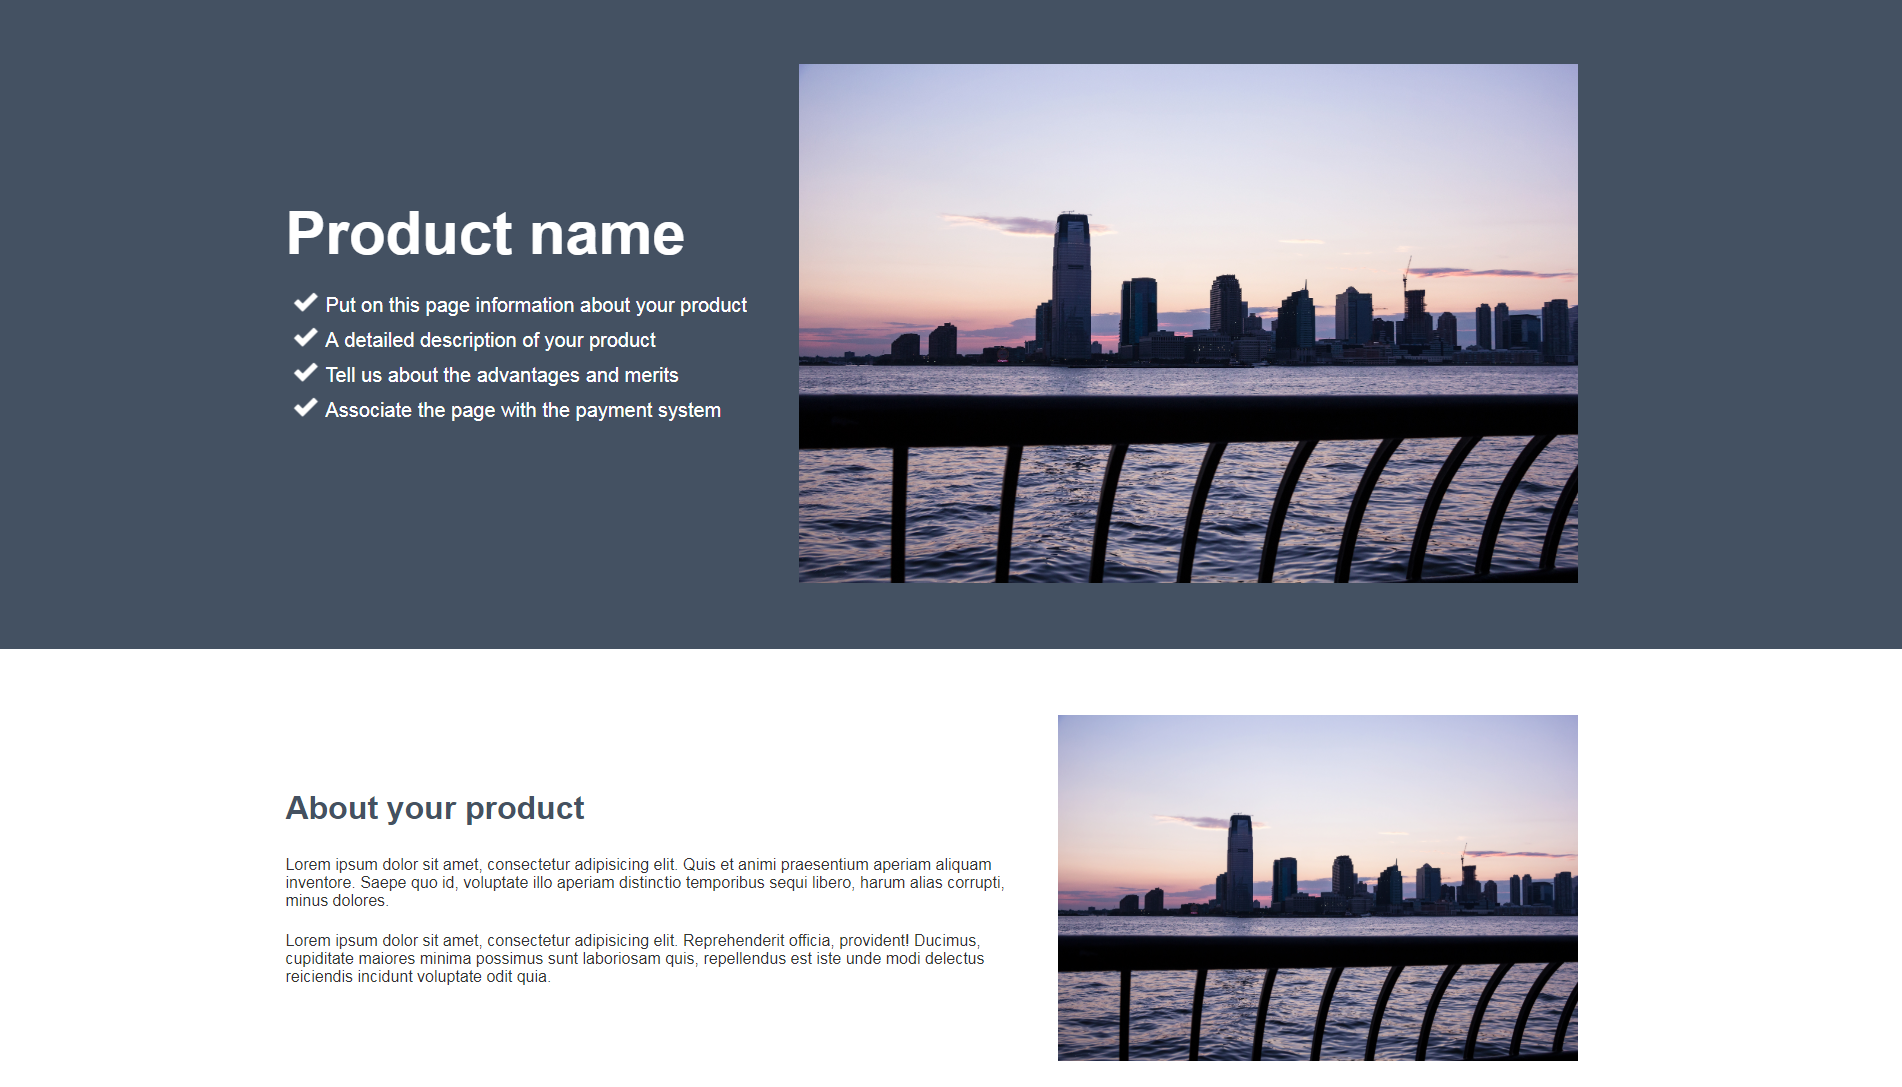 Product name
Put on this page information about your product
A detailed description of your product
Tell us about the advantages and merits
Associate the page with the payment system
About your product
Lorem ipsum dolor sit amet, consectetur adipisicing elit. Quis et animi praesentium aperiam aliquam
inventore. Saepe quo id, voluptate illo aperiam distinctio temporibus sequi libero, harum alias corrupti,
minus dolores.
Lorem ipsum dolor sit amet, consectetur adipisicing elit. Reprehenderit officia, provident! Ducimus,
cupiditate maiores minima possimus sunt laboriosam quis, repellendus est iste unde modi delectus
reiciendis incidunt voluptate odit quia.